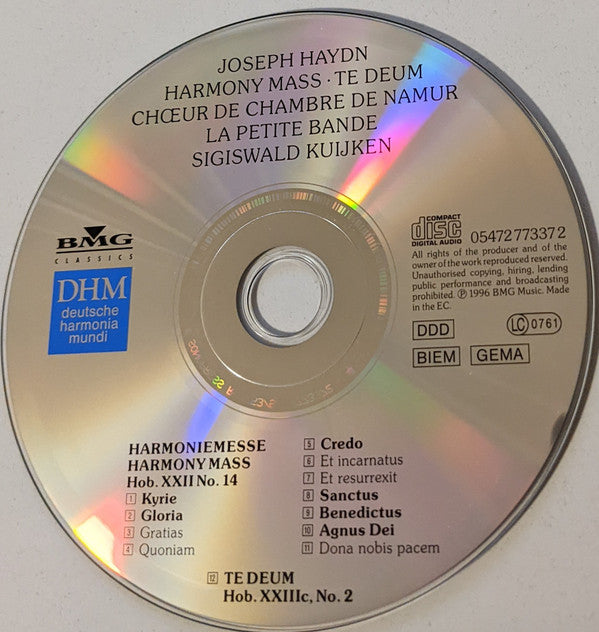 JOSEPH HAYDN
HARMONY MASS · TE DEUM
CHŒUR DE CHAMBRE DE NAMUR
LA PETITE BANDE
SIGISWALD KUIJKEN
BMG
CLASSICS
DHM
deutsche
harmonia
mundi
COMPACT
disc
DIGITAL AUDIO
05472 77337 2
All rights of the producer and of the
owner of the work reproduced reserved.
Unauthorised copying, hiring, lending
public performance and broadcasting
prohibited. ℗ 1996 BMG Music. Made
in the EC.
DDD
LC 0761
BIEM
GEMA
HARMONIEMESSE
HARMONY MASS
Hob. XXII No. 14
1 Kyrie
2 Gloria
3 Gratias
4 Quoniam
5 Credo
6 Et incarnatus
7 Et resurrexit
8 Sanctus
9 Benedictus
10 Agnus Dei
11 Dona nobis pacem
12 TE DEUM
Hob. XXIIIc, No. 2